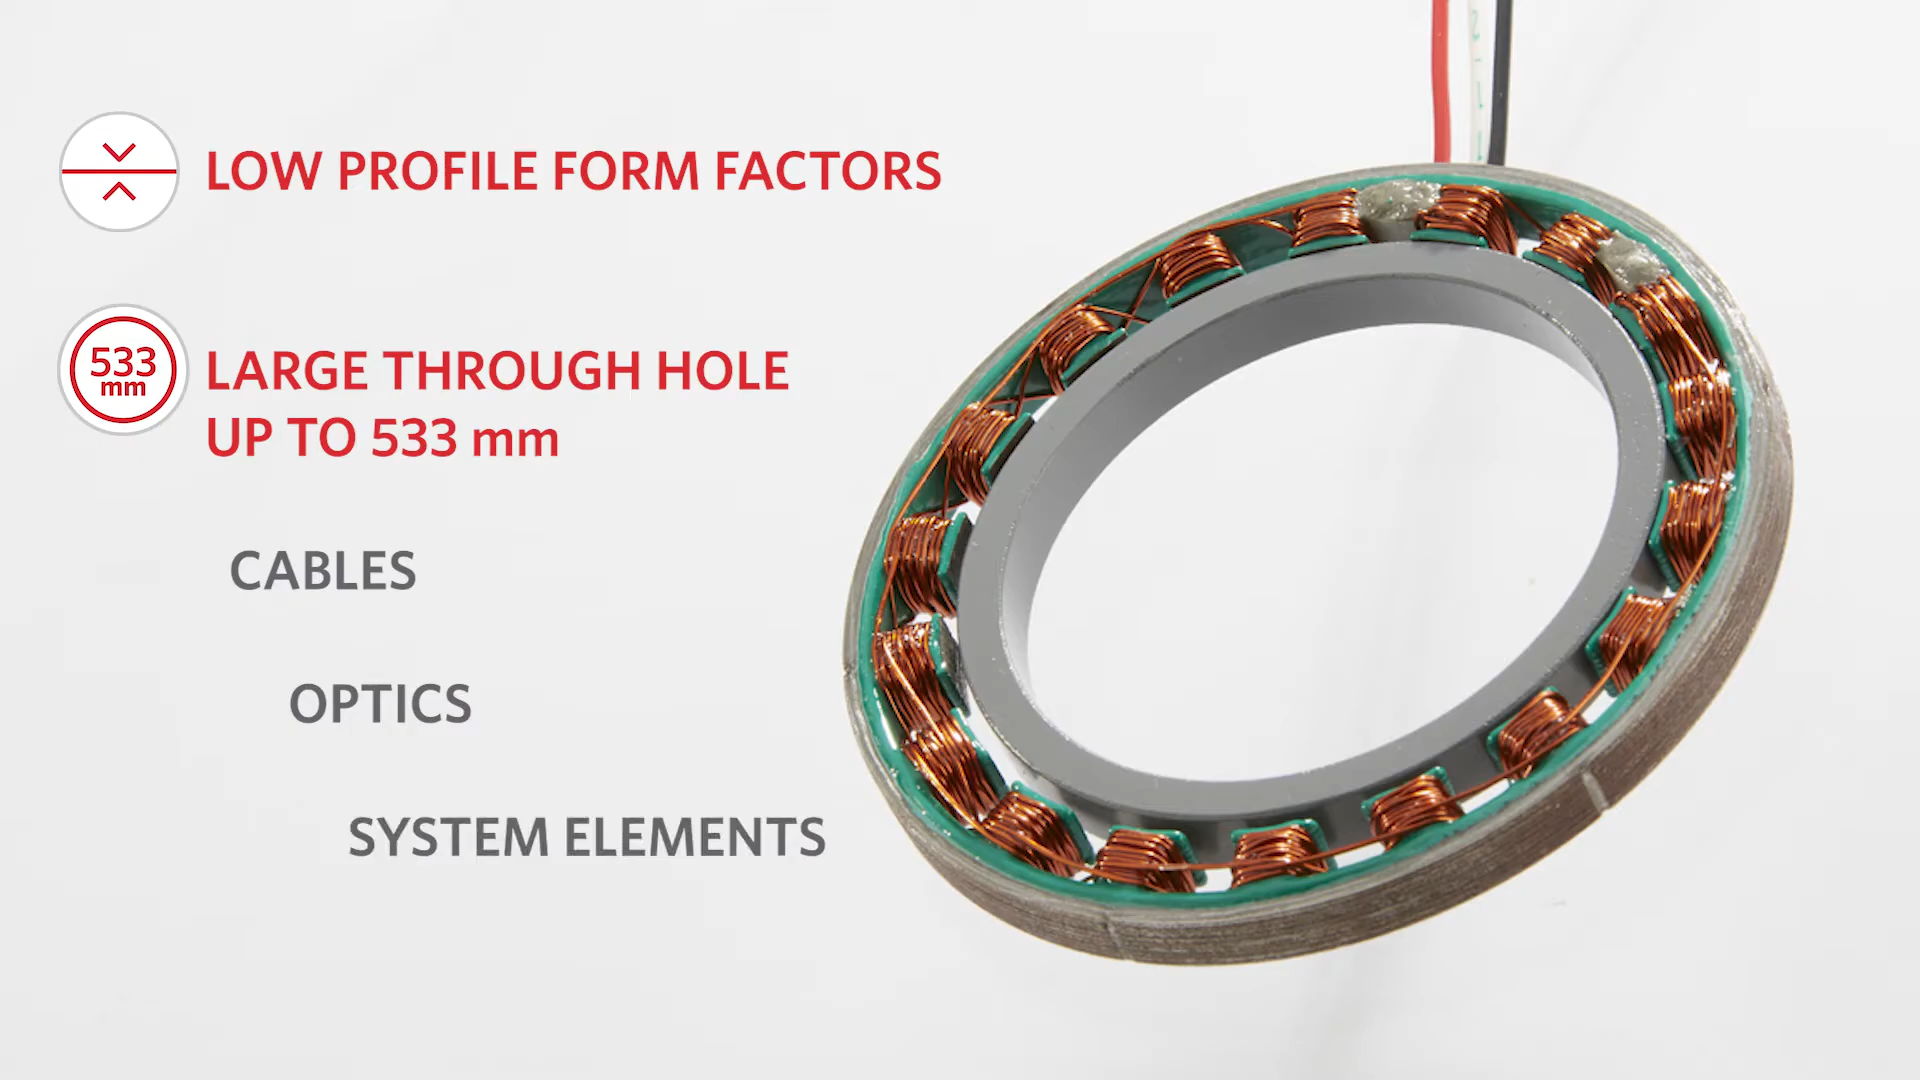 LOW PROFILE FORM FACTORS
533
mm
LARGE THROUGH HOLE
UP TO 533 mm
CABLES
OPTICS
SYSTEM ELEMENTS